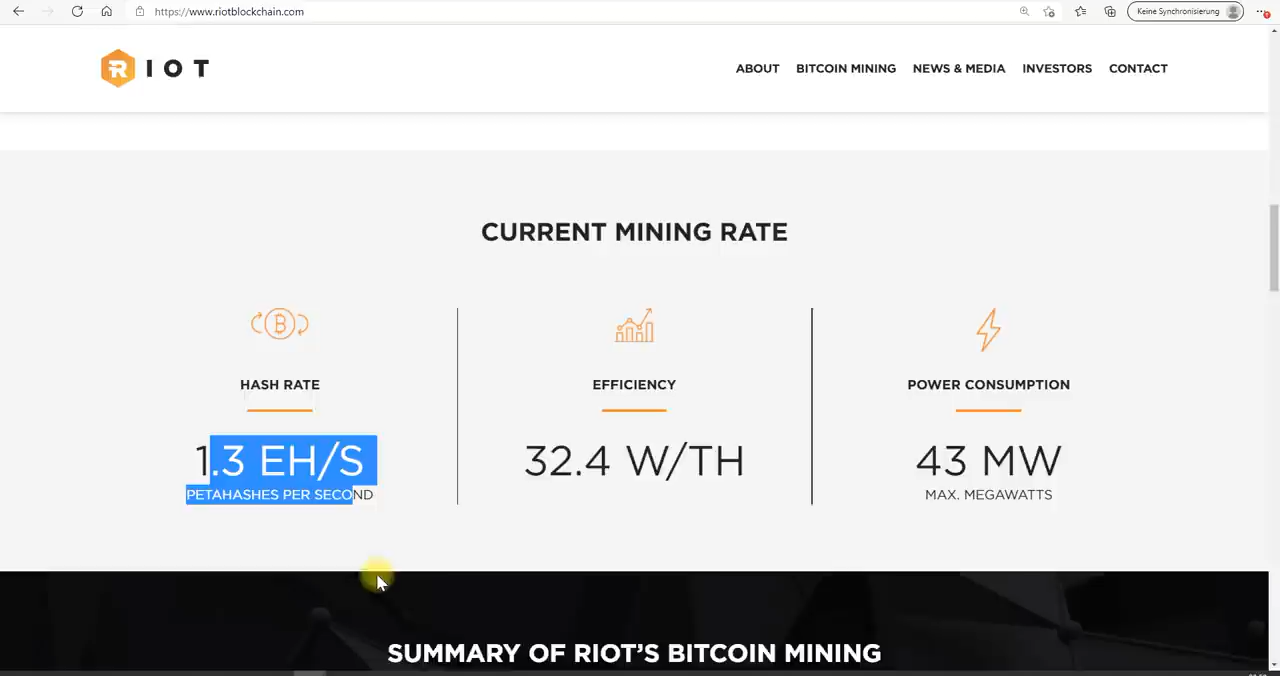 https://www.riotblockchain.com
Keine Synchronisierung
R IOT
ABOUT BITCOIN MINING NEWS & MEDIA INVESTORS CONTACT
CURRENT MINING RATE
HASH RATE
1.3 EH/S
PETAHASHES PER SECOND
EFFICIENCY
32.4 W/TH
POWER CONSUMPTION
43 MW
MAX. MEGAWATTS
SUMMARY OF RIOT’S BITCOIN MINING